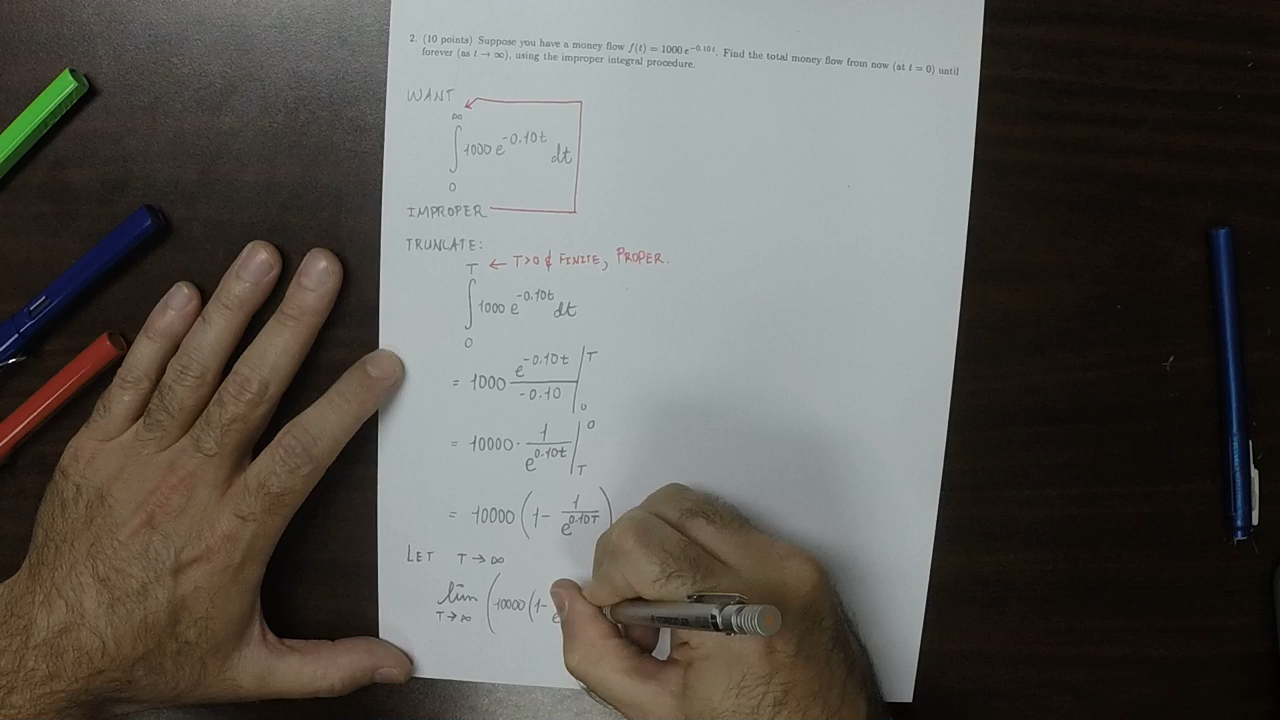 2. (10 points) Suppose you have a money flow f(t) = 1000 e^{-0.10t}. Find the total money flow from now (at t = 0) until
forever (as t → ∞), using the improper integral procedure.
WANT
∫_0^∞ 1000 e^{-0.10t} dt
IMPROPER
TRUNCATE:
T ← T>0 & FINITE, PROPER.
∫_0^T 1000 e^{-0.10t} dt
= 1000 e^{-0.10t}/-0.10 |_0^T
= 10000 · 1/e^{0.10t} |_T^0
= 10000 (1 - 1/e^{0.10T})
LET T → ∞
lim_{T→∞} (10000 (1- e